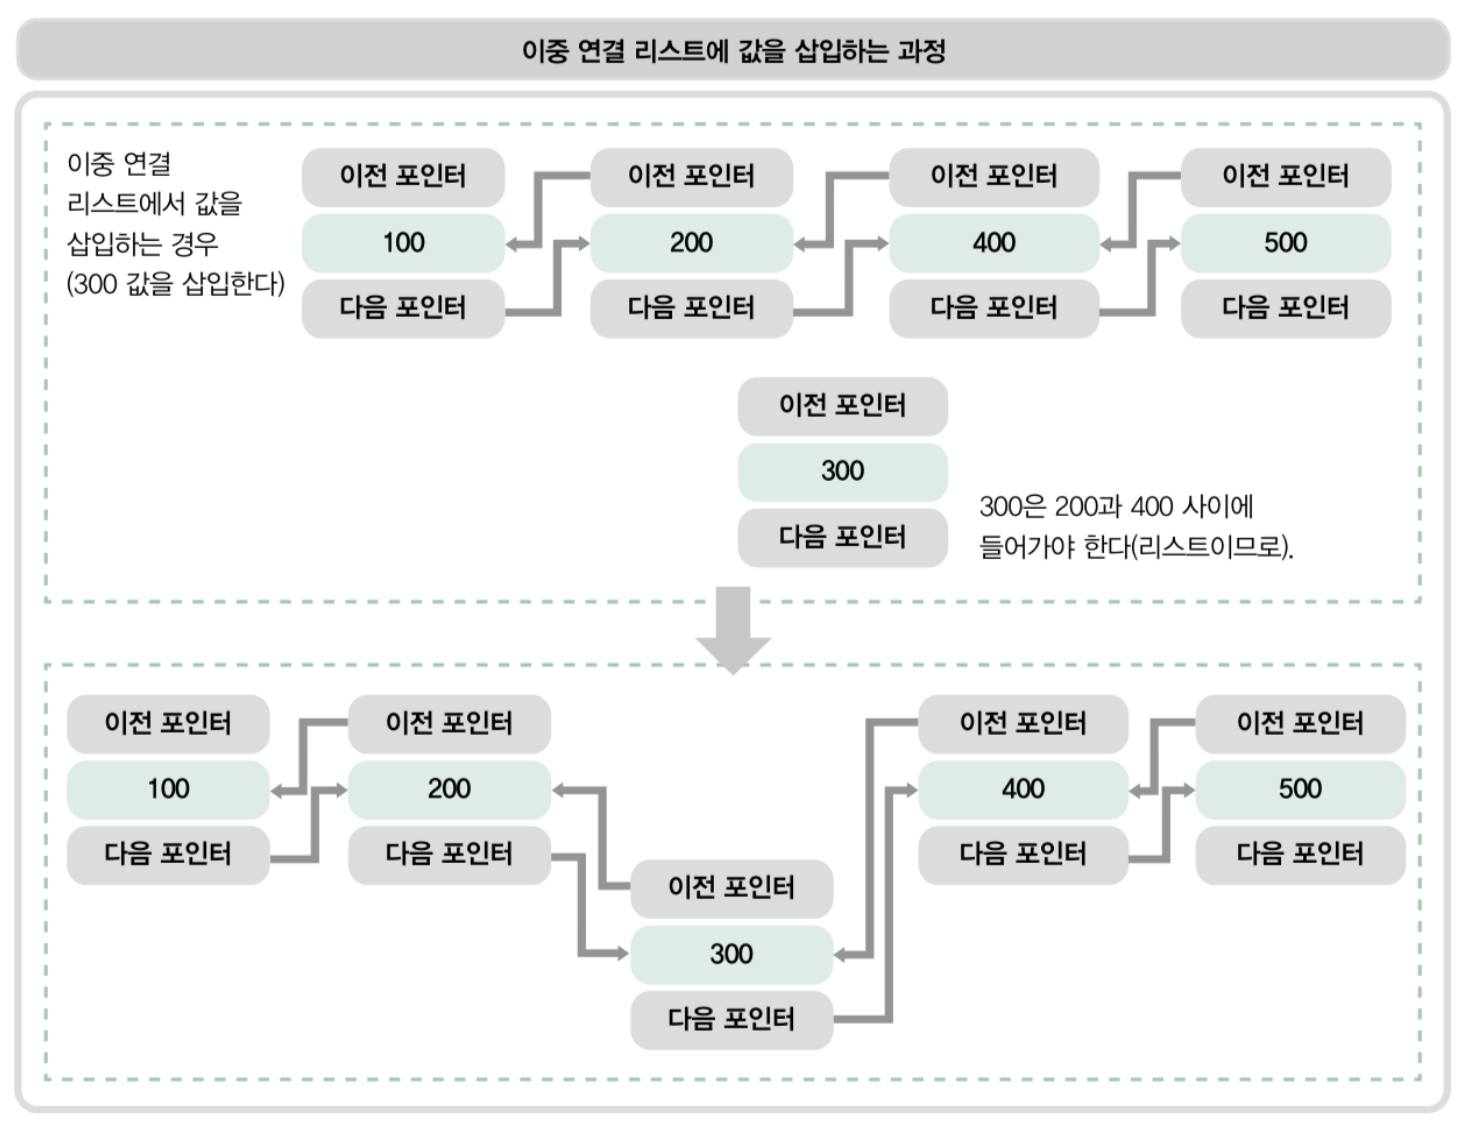 이중 연결 리스트에 값을 삽입하는 과정
이중 연결
리스트에서 값을
삽입하는 경우
(300 값을 삽입한다)
이전 포인터 이전 포인터 이전 포인터 이전 포인터
100 200 400 500
다음 포인터 다음 포인터 다음 포인터 다음 포인터
이전 포인터
300
다음 포인터
300은 200과 400 사이에
들어가야 한다(리스트이므로).
이전 포인터 이전 포인터 이전 포인터 이전 포인터
100 200 400 500
다음 포인터 다음 포인터 다음 포인터 다음 포인터
이전 포인터
300
다음 포인터